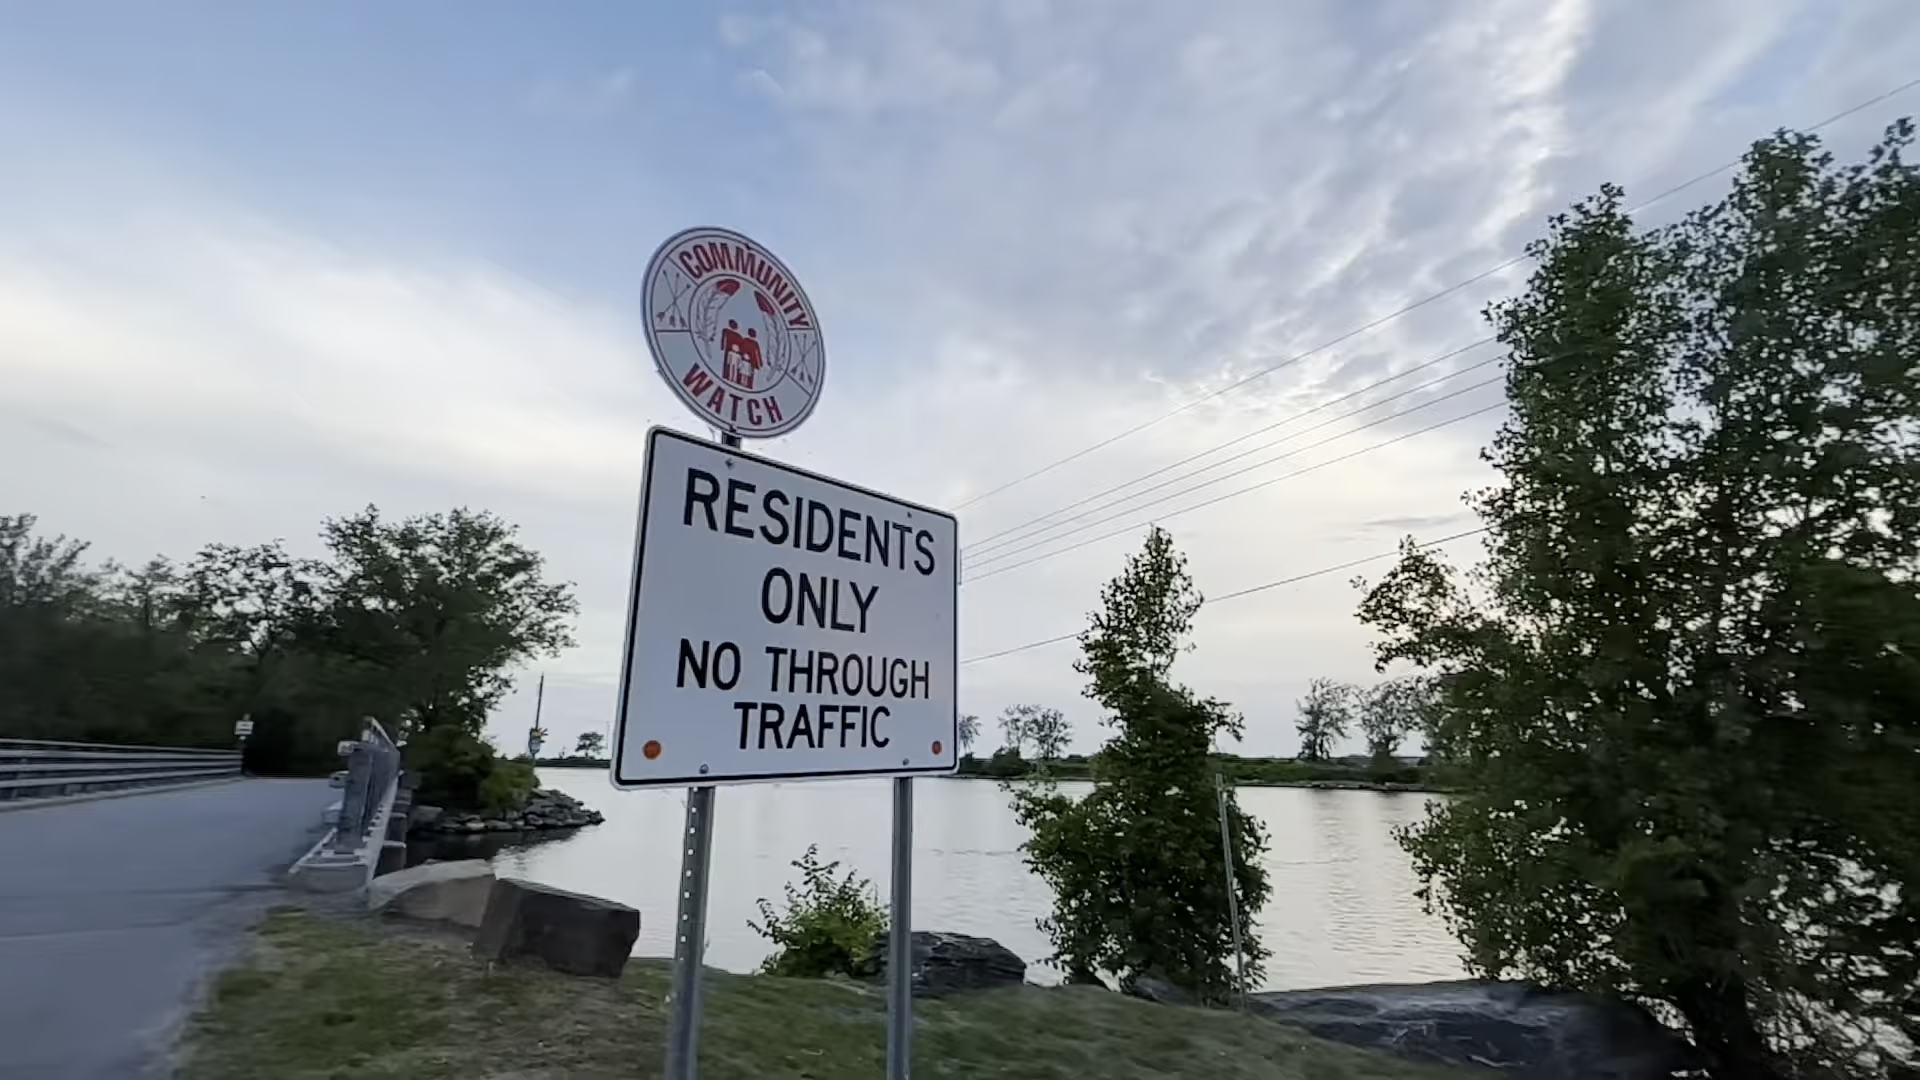 COMMUNITY
WATCH
RESIDENTS
ONLY
NO THROUGH
TRAFFIC